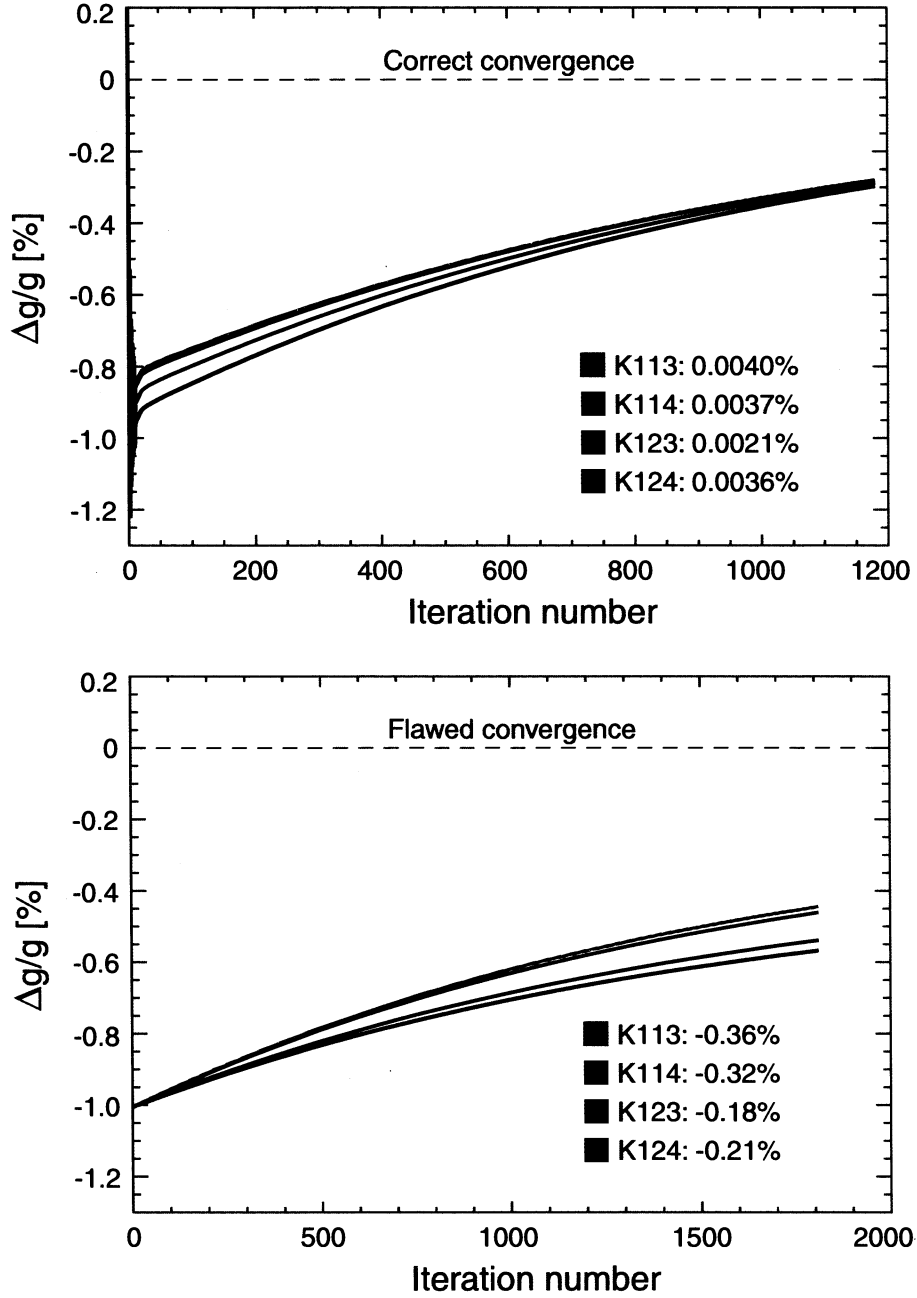 0.2
Correct convergence
0
-0.2
-0.4
-0.6
-0.8
-1.0
-1.2
Δg/g [%]
K113: 0.0040%
K114: 0.0037%
K123: 0.0021%
K124: 0.0036%
0 200 400 600 800 1000 1200
Iteration number
0.2
Flawed convergence
0
-0.2
-0.4
-0.6
-0.8
-1.0
-1.2
Δg/g [%]
K113: -0.36%
K114: -0.32%
K123: -0.18%
K124: -0.21%
0 500 1000 1500 2000
Iteration number